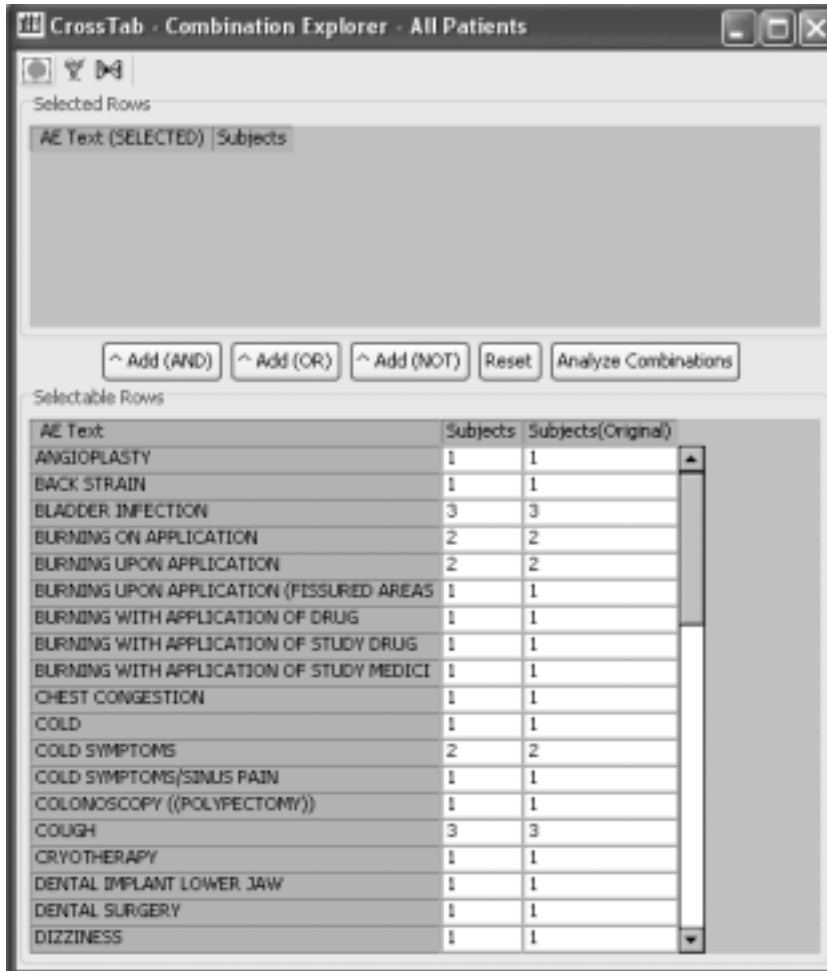 CrossTab - Combination Explorer - All Patients
Selected Rows
AE Text (SELECTED) Subjects
^ Add (AND) ^ Add (OR) ^ Add (NOT) Reset Analyze Combinations
Selectable Rows
AE Text Subjects Subjects(Original)
ANGIOPLASTY 1 1
BACK STRAIN 1 1
BLADDER INFECTION 3 3
BURNING ON APPLICATION 2 2
BURNING UPON APPLICATION 2 2
BURNING UPON APPLICATION (FISSURED AREAS 1 1
BURNING WITH APPLICATION OF DRUG 1 1
BURNING WITH APPLICATION OF STUDY DRUG 1 1
BURNING WITH APPLICATION OF STUDY MEDICI 1 1
CHEST CONGESTION 1 1
COLD 1 1
COLD SYMPTOMS 2 2
COLD SYMPTOMS/SINUS PAIN 1 1
COLONOSCOPY ((POLYPECTOMY)) 1 1
COUGH 3 3
CRYOTHERAPY 1 1
DENTAL IMPLANT LOWER JAW 1 1
DENTAL SURGERY 1 1
DIZZINESS 1 1